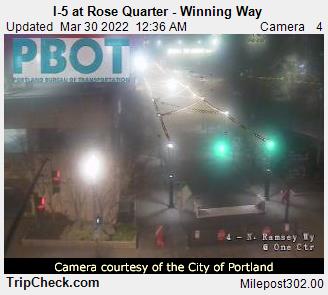 I-5 at Rose Quarter - Winning Way
Updated Mar 30 2022 12:36 AM Camera 4
PBOT
PORTLAND BUREAU OF TRANSPORTATION
4 - N. Ramsey Wy
@ One Ctr
Camera courtesy of the City of Portland
TripCheck.com Milepost302.00